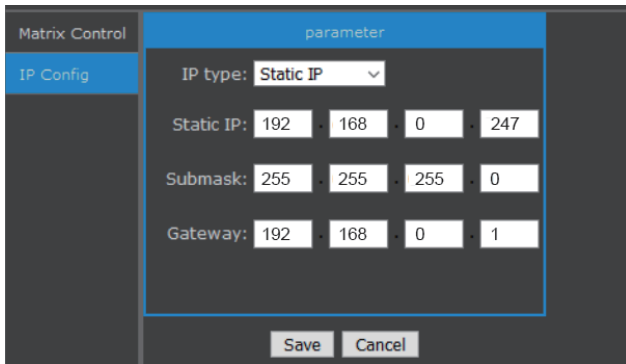 Matrix Control
parameter
IP Config
IP type: Static IP
Static IP: 192 . 168 . 0 . 247
Submask: 255 . 255 . 255 . 0
Gateway: 192 . 168 . 0 . 1
Save Cancel